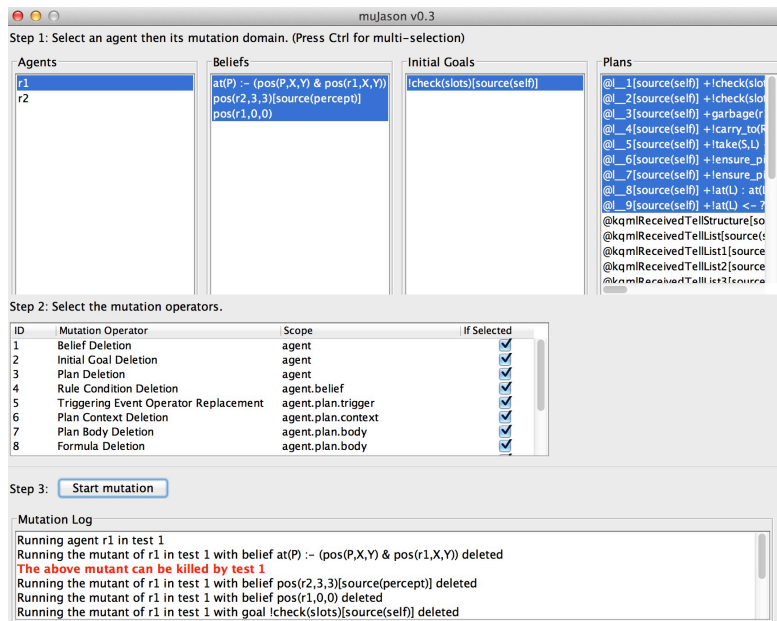 muJason v0.3
Step 1: Select an agent then its mutation domain. (Press Ctrl for multi-selection)
Agents
r1
r2
Beliefs
at(P) :- (pos(P,X,Y) & pos(r1,X,Y))
pos(r2,3,3)[source(percept)]
pos(r1,0,0)
Initial Goals
!check(slots)[source(self)]
Plans
@l__1[source(self)] +!check(slot
@l__2[source(self)] +!check(slot
@l__3[source(self)] +garbage(r
@l__4[source(self)] +!carry_to(R
@l__5[source(self)] +!take(S,L)
@l__6[source(self)] +!ensure_pi
@l__7[source(self)] +!ensure_pi
@l__8[source(self)] +!at(L) : at(L
@l__9[source(self)] +!at(L) <- ?
@kqmlReceivedTellStructure[so
@kqmlReceivedTellList[source(s
@kqmlReceivedTellList1[source
@kqmlReceivedTellList2[source
@kqmlReceivedTellList3[source
Step 2: Select the mutation operators.
ID Mutation Operator Scope If Selected
1 Belief Deletion agent
2 Initial Goal Deletion agent
3 Plan Deletion agent
4 Rule Condition Deletion agent.belief
5 Triggering Event Operator Replacement agent.plan.trigger
6 Plan Context Deletion agent.plan.context
7 Plan Body Deletion agent.plan.body
8 Formula Deletion agent.plan.body
Step 3: Start mutation
Mutation Log
Running agent r1 in test 1
Running the mutant of r1 in test 1 with belief at(P) :- (pos(P,X,Y) & pos(r1,X,Y)) deleted
The above mutant can be killed by test 1
Running the mutant of r1 in test 1 with belief pos(r2,3,3)[source(percept)] deleted
Running the mutant of r1 in test 1 with belief pos(r1,0,0) deleted
Running the mutant of r1 in test 1 with goal !check(slots)[source(self)] deleted